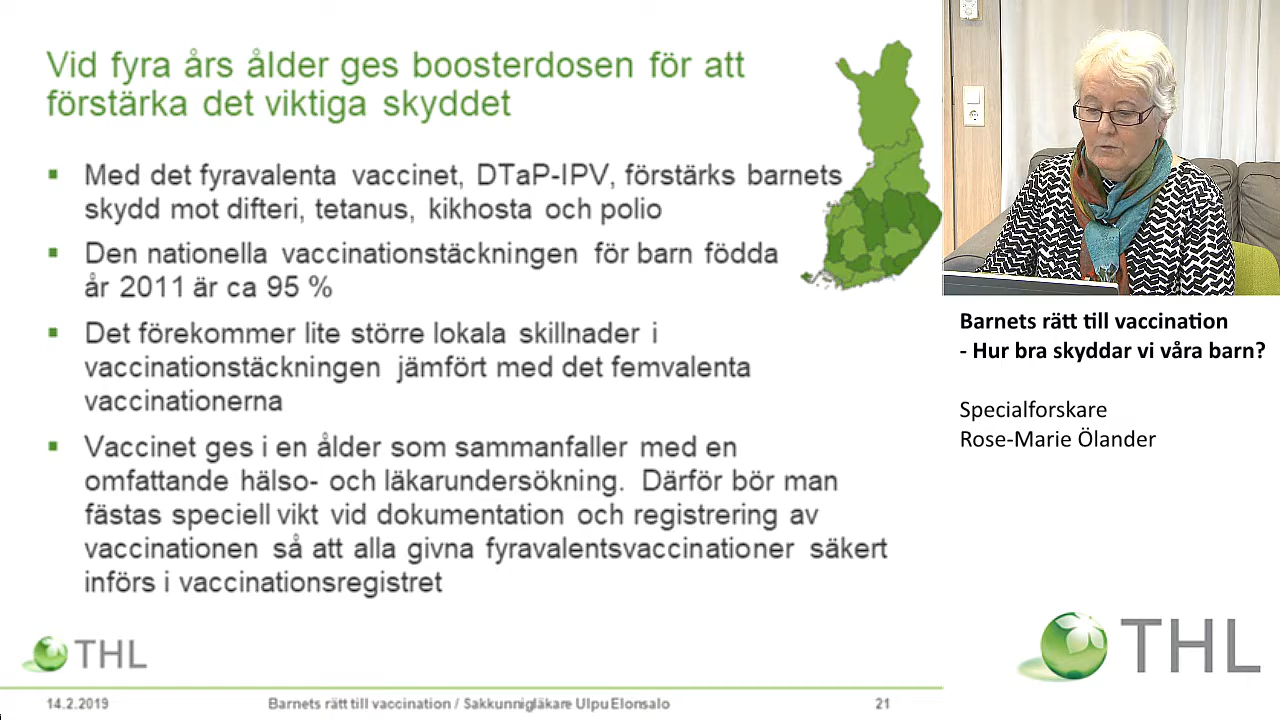 Vid fyra års ålder ges boosterdosen för att
förstärka det viktiga skyddet
Med det fyravalenta vaccinet, DTaP-IPV, förstärks barnets
skydd mot difteri, tetanus, kikhosta och polio
Den nationella vaccinationstäckningen för barn födda
år 2011 är ca 95 %
Det förekommer lite större lokala skillnader i
vaccinationstäckningen jämfört med det femvalenta
vaccinationerna
Vaccinet ges i en ålder som sammanfaller med en
omfattande hälso- och läkarundersökning. Därför bör man
fästas speciell vikt vid dokumentation och registrering av
vaccinationen så att alla givna fyravalentsvaccinationer säkert
införs i vaccinationsregistret
THL
14.2.2019 Barnets rätt till vaccination / Sakkunnigläkare Ulpu Elonsalo 21
Barnets rätt till vaccination
- Hur bra skyddar vi våra barn?
Specialforskare
Rose-Marie Ölander
THL